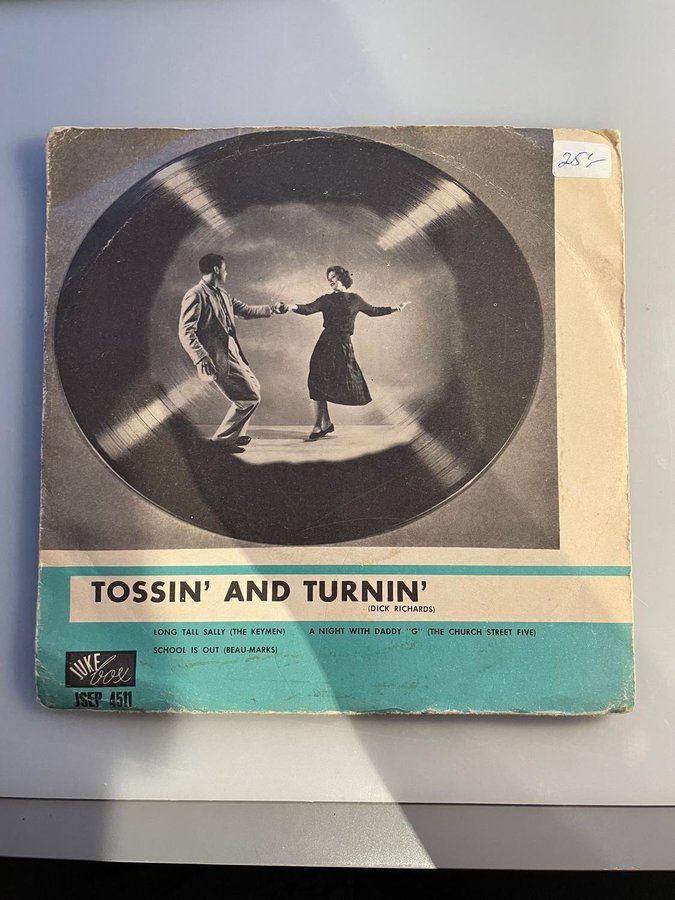 25:-
TOSSIN' AND TURNIN'
(DICK RICHARDS)
LONG TALL SALLY (THE KEYMEN) A NIGHT WITH DADDY "G" (THE CHURCH STREET FIVE)
SCHOOL IS OUT (BEAU-MARKS)
JUKE box
JSEP 4511